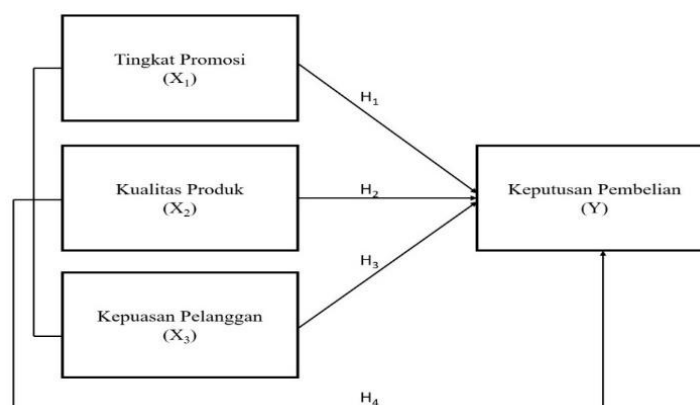 Tingkat Promosi
(X₁)
H₁
Kualitas Produk
(X₂)
H₂
Keputusan Pembelian
(Y)
H₃
Kepuasan Pelanggan
(X₃)
H₄